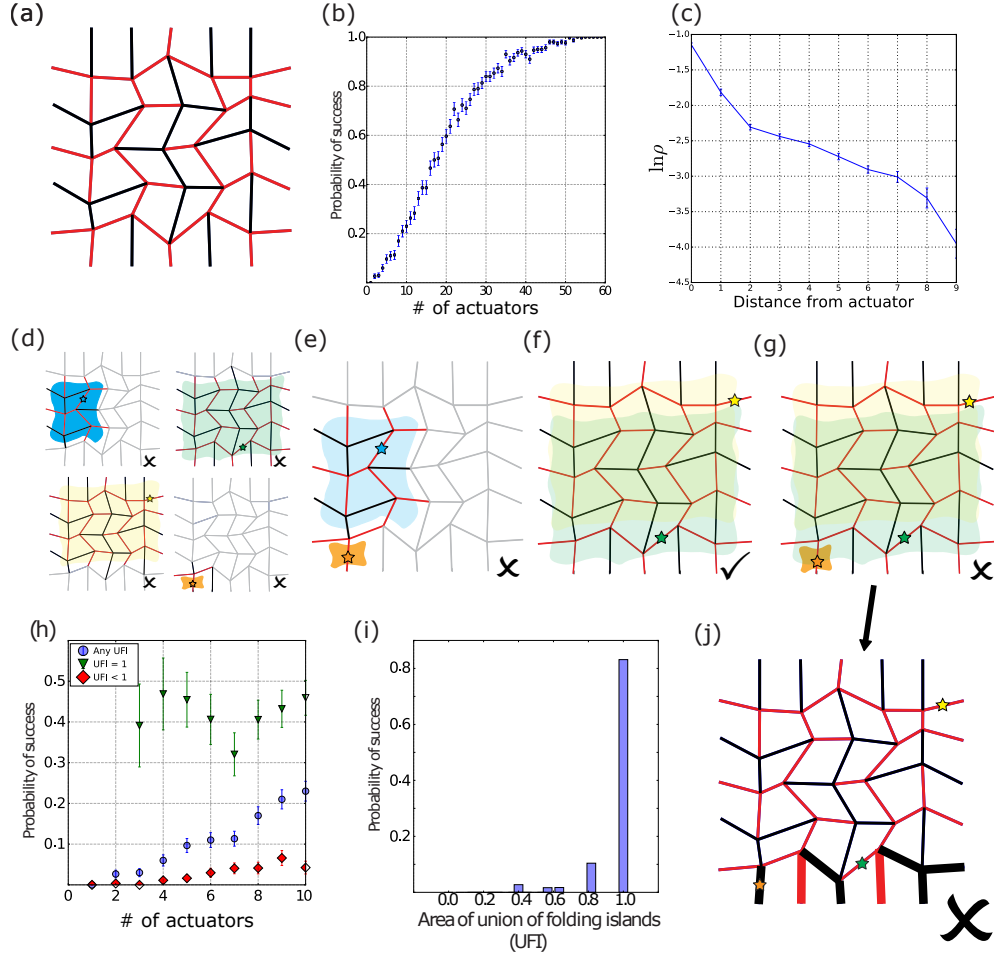 (a)
(b)
1.0
0.8
0.6
0.4
0.2
0
10
20
30
40
50
60
Probability of success
# of actuators
(c)
−1.0
−1.5
−2.0
−2.5
−3.0
−3.5
−4.0
−4.5
0
1
2
3
4
5
6
7
8
9
ln ρ
Distance from actuator
(d)
(e)
(f)
(g)
(h)
Any UFI
UFI = 1
UFI < 1
0.5
0.4
0.3
0.2
0.1
0
2
4
6
8
10
Probability of success
# of actuators
(i)
0.8
0.6
0.4
0.2
0.0
0.2
0.4
0.6
0.8
1.0
Probability of success
Area of union of folding islands
(UFI)
(j)